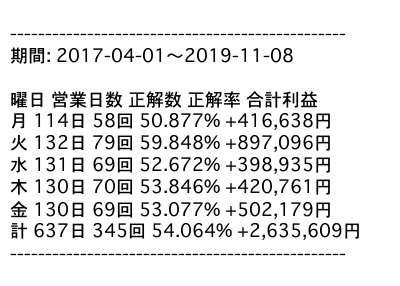 ------------------------------------------------
期間: 2017-04-01～2019-11-08
曜日 営業日数 正解数 正解率 合計利益
月 114日 58回 50.877% +416,638円
火 132日 79回 59.848% +897,096円
水 131日 69回 52.672% +398,935円
木 130日 70回 53.846% +420,761円
金 130日 69回 53.077% +502,179円
計 637日 345回 54.064% +2,635,609円
------------------------------------------------